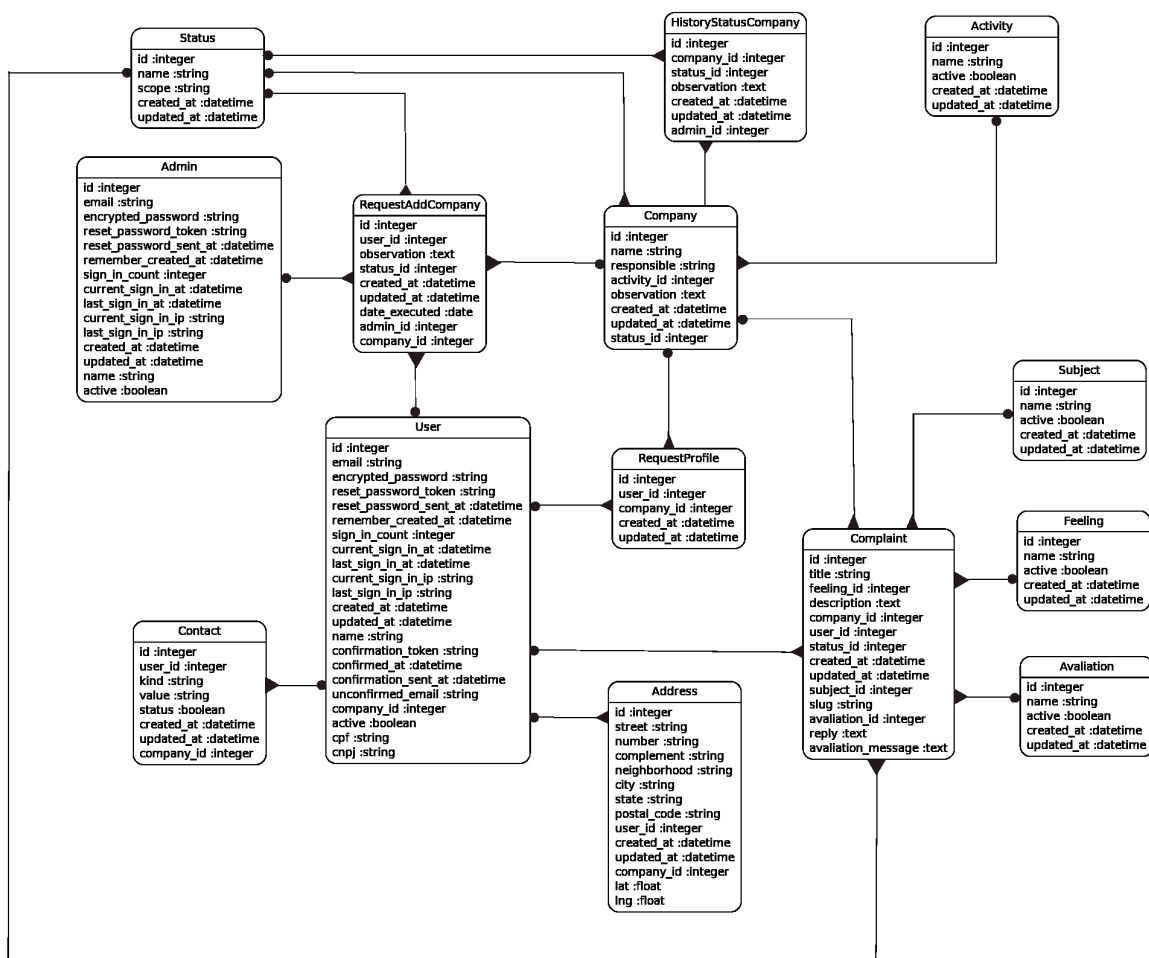 Status
id :integer
name :string
scope :string
created_at :datetime
updated_at :datetime
HistoryStatusCompany
id :integer
company_id :integer
status_id :integer
observation :text
created_at :datetime
updated_at :datetime
admin_id :integer
Activity
id :integer
name :string
active :boolean
created_at :datetime
updated_at :datetime
Admin
id :integer
email :string
encrypted_password :string
reset_password_token :string
reset_password_sent_at :datetime
remember_created_at :datetime
sign_in_count :integer
current_sign_in_at :datetime
last_sign_in_at :datetime
current_sign_in_ip :string
last_sign_in_ip :string
created_at :datetime
updated_at :datetime
name :string
active :boolean
RequestAddCompany
id :integer
user_id :integer
observation :text
status_id :integer
created_at :datetime
updated_at :datetime
date_executed :date
admin_id :integer
company_id :integer
Company
id :integer
name :string
responsible :string
activity_id :integer
observation :text
created_at :datetime
updated_at :datetime
status_id :integer
Subject
id :integer
name :string
active :boolean
created_at :datetime
updated_at :datetime
User
id :integer
email :string
encrypted_password :string
reset_password_token :string
reset_password_sent_at :datetime
remember_created_at :datetime
sign_in_count :integer
current_sign_in_at :datetime
last_sign_in_at :datetime
current_sign_in_ip :string
last_sign_in_ip :string
created_at :datetime
updated_at :datetime
name :string
confirmation_token :string
confirmed_at :datetime
confirmation_sent_at :datetime
unconfirmed_email :string
company_id :integer
active :boolean
cpf :string
cnpj :string
RequestProfile
id :integer
user_id :integer
company_id :integer
created_at :datetime
updated_at :datetime
Complaint
id :integer
title :string
feeling_id :integer
description :text
company_id :integer
user_id :integer
status_id :integer
created_at :datetime
updated_at :datetime
subject_id :integer
slug :string
avaliation_id :integer
reply :text
avaliation_message :text
Feeling
id :integer
name :string
active :boolean
created_at :datetime
updated_at :datetime
Contact
id :integer
user_id :integer
kind :string
value :string
status :boolean
created_at :datetime
updated_at :datetime
company_id :integer
Address
id :integer
street :string
number :string
complement :string
neighborhood :string
city :string
state :string
postal_code :string
user_id :integer
created_at :datetime
updated_at :datetime
company_id :integer
lat :float
lng :float
Avaliation
id :integer
name :string
active :boolean
created_at :datetime
updated_at :datetime